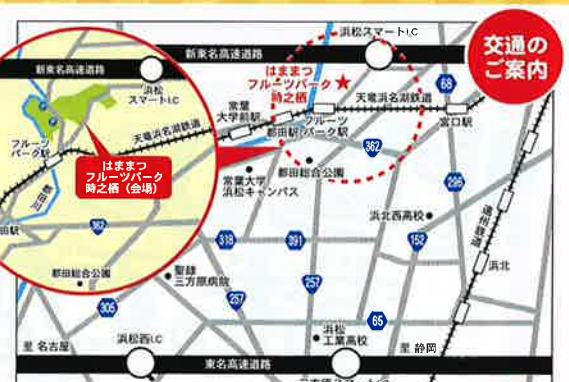 浜松スマートI.C
交通の
ご案内
新東名高速道路
新東名高速道路
浜松
スマートI.C
はままつ
フルーツパーク
時之栖
68
常葉
大学前駅
天竜浜名湖鉄道
フルーツ
パーク駅
都田駅
宮口駅
天竜浜名湖鉄道
フルーツ
パーク駅
はままつ
フルーツパーク
時之栖(会場)
362
都田総合公園
常葉大学
浜松キャンパス
296
都田川
田駅
362
浜北西高校
遠州鉄道
318
391
152
浜北
都田総合公園
聖隷
三方原病院
257
257
305
65
浜松
工業高校
至 名古屋
浜松西I.C
至 静岡
東名高速道路